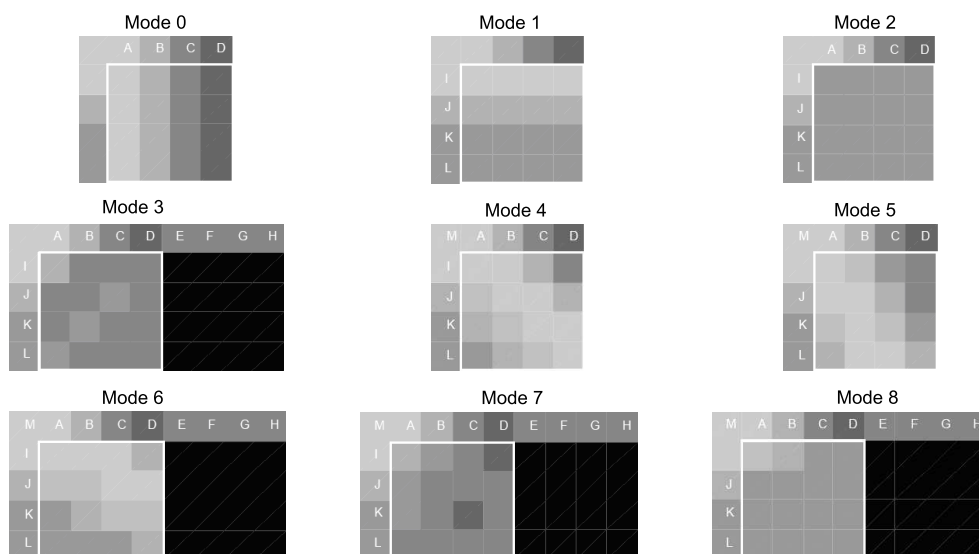 Mode 0
A B C D
Mode 1
I
J
K
L
Mode 2
A B C D
I
J
K
L
Mode 3
A B C D E F G H
I
J
K
L
Mode 4
M A B C D
I
J
K
L
Mode 5
M A B C D
J
K
L
Mode 6
M A B C D E F G H
I
J
K
L
Mode 7
M A B C D E F G H
I
J
K
L
Mode 8
M A B C D E F G H
J
K
L